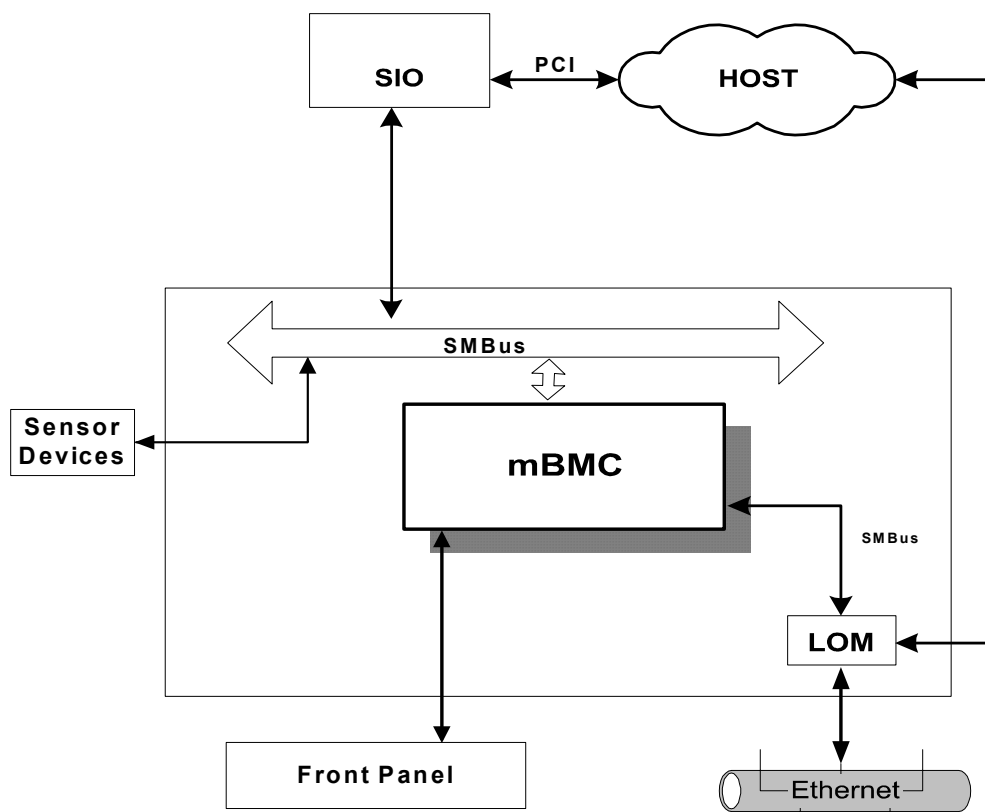 SIO
PCI
HOST
SMBus
Sensor
Devices
mBMC
SMBus
LOM
Front Panel
Ethernet